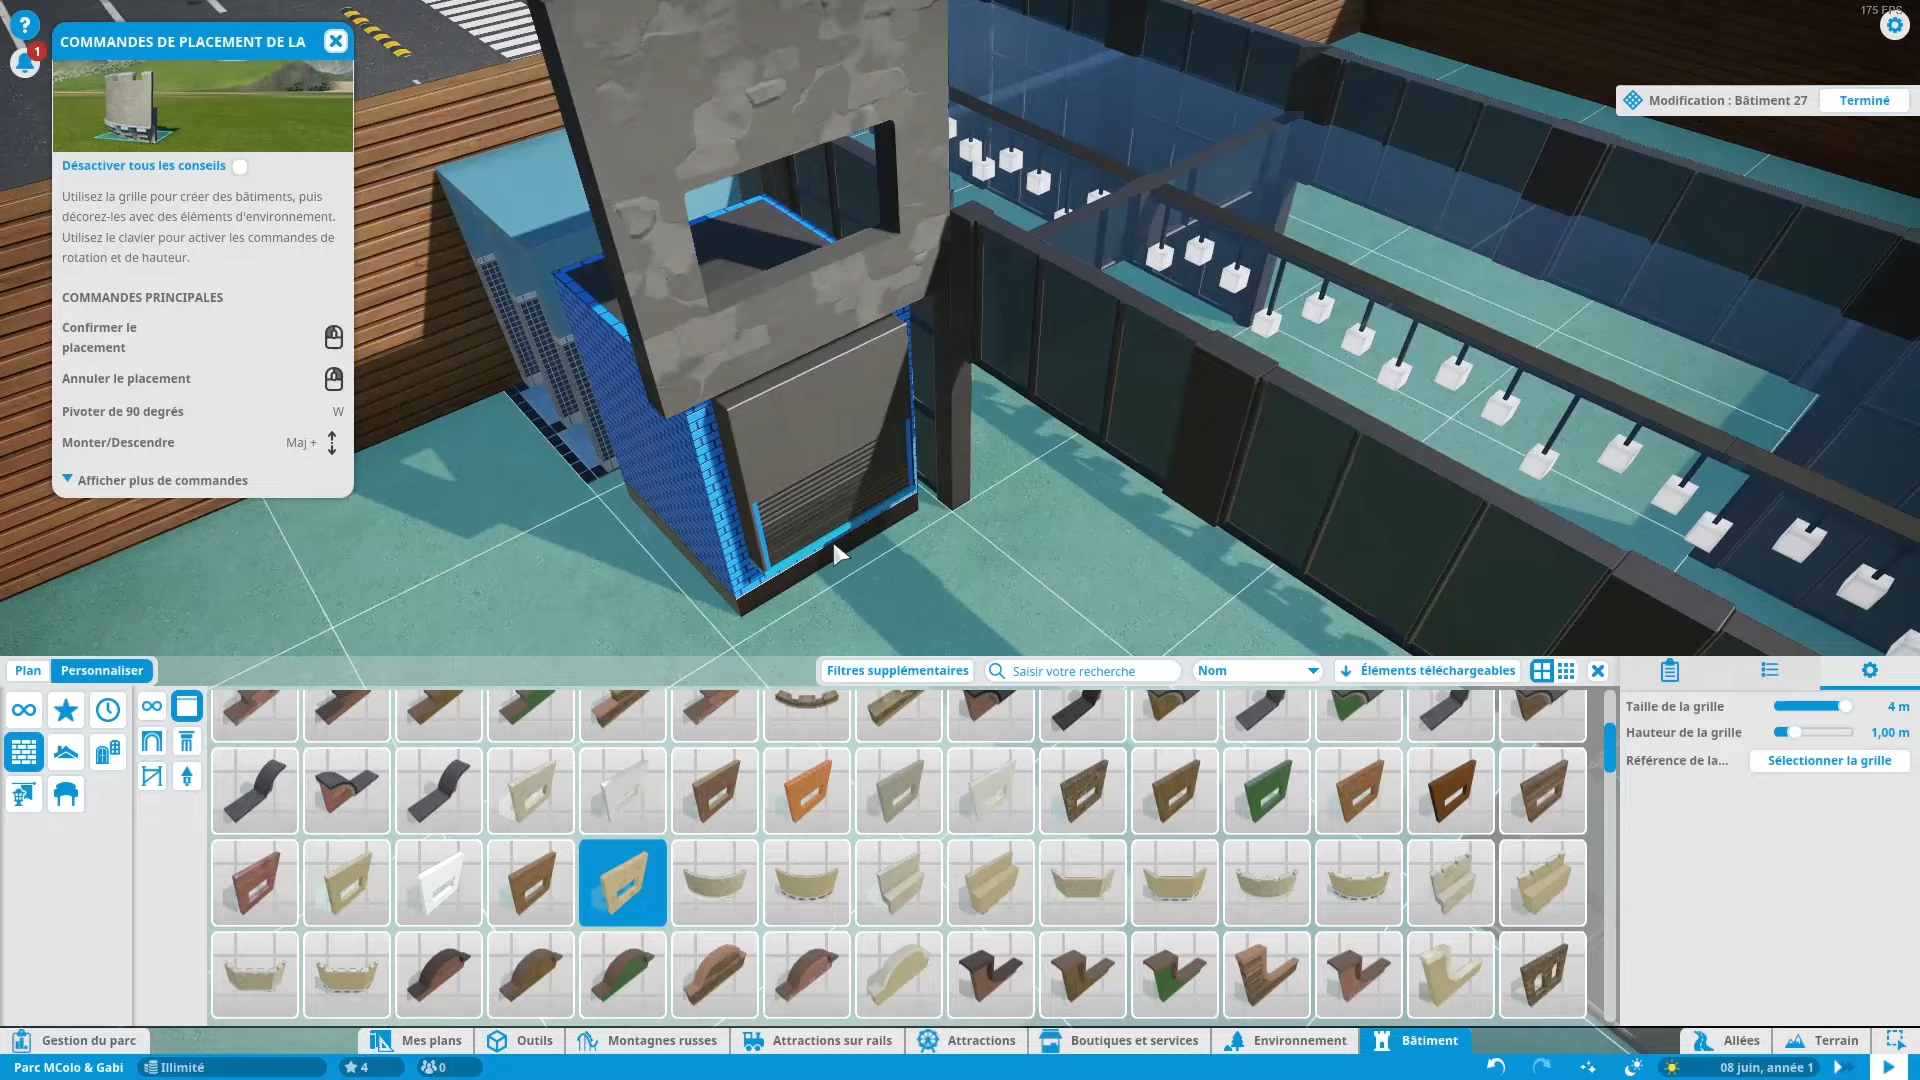 175 FPS
?
1
COMMANDES DE PLACEMENT DE LA
Désactiver tous les conseils
Utilisez la grille pour créer des bâtiments, puis
décorez-les avec des éléments d'environnement.
Utilisez le clavier pour activer les commandes de
rotation et de hauteur.
COMMANDES PRINCIPALES
Confirmer le
placement
Annuler le placement
Pivoter de 90 degrés W
Monter/Descendre Maj +
Afficher plus de commandes
Modification : Bâtiment 27 Terminé
Plan Personnaliser
Filtres supplémentaires Saisir votre recherche Nom Éléments téléchargeables
Taille de la grille 4 m
Hauteur de la grille 1,00 m
Référence de la... Sélectionner la grille
Gestion du parc Mes plans Outils Montagnes russes Attractions sur rails Attractions Boutiques et services Environnement Bâtiment Allées Terrain
Parc MColo & Gabi Illimité 4 0 08 juin, année 1